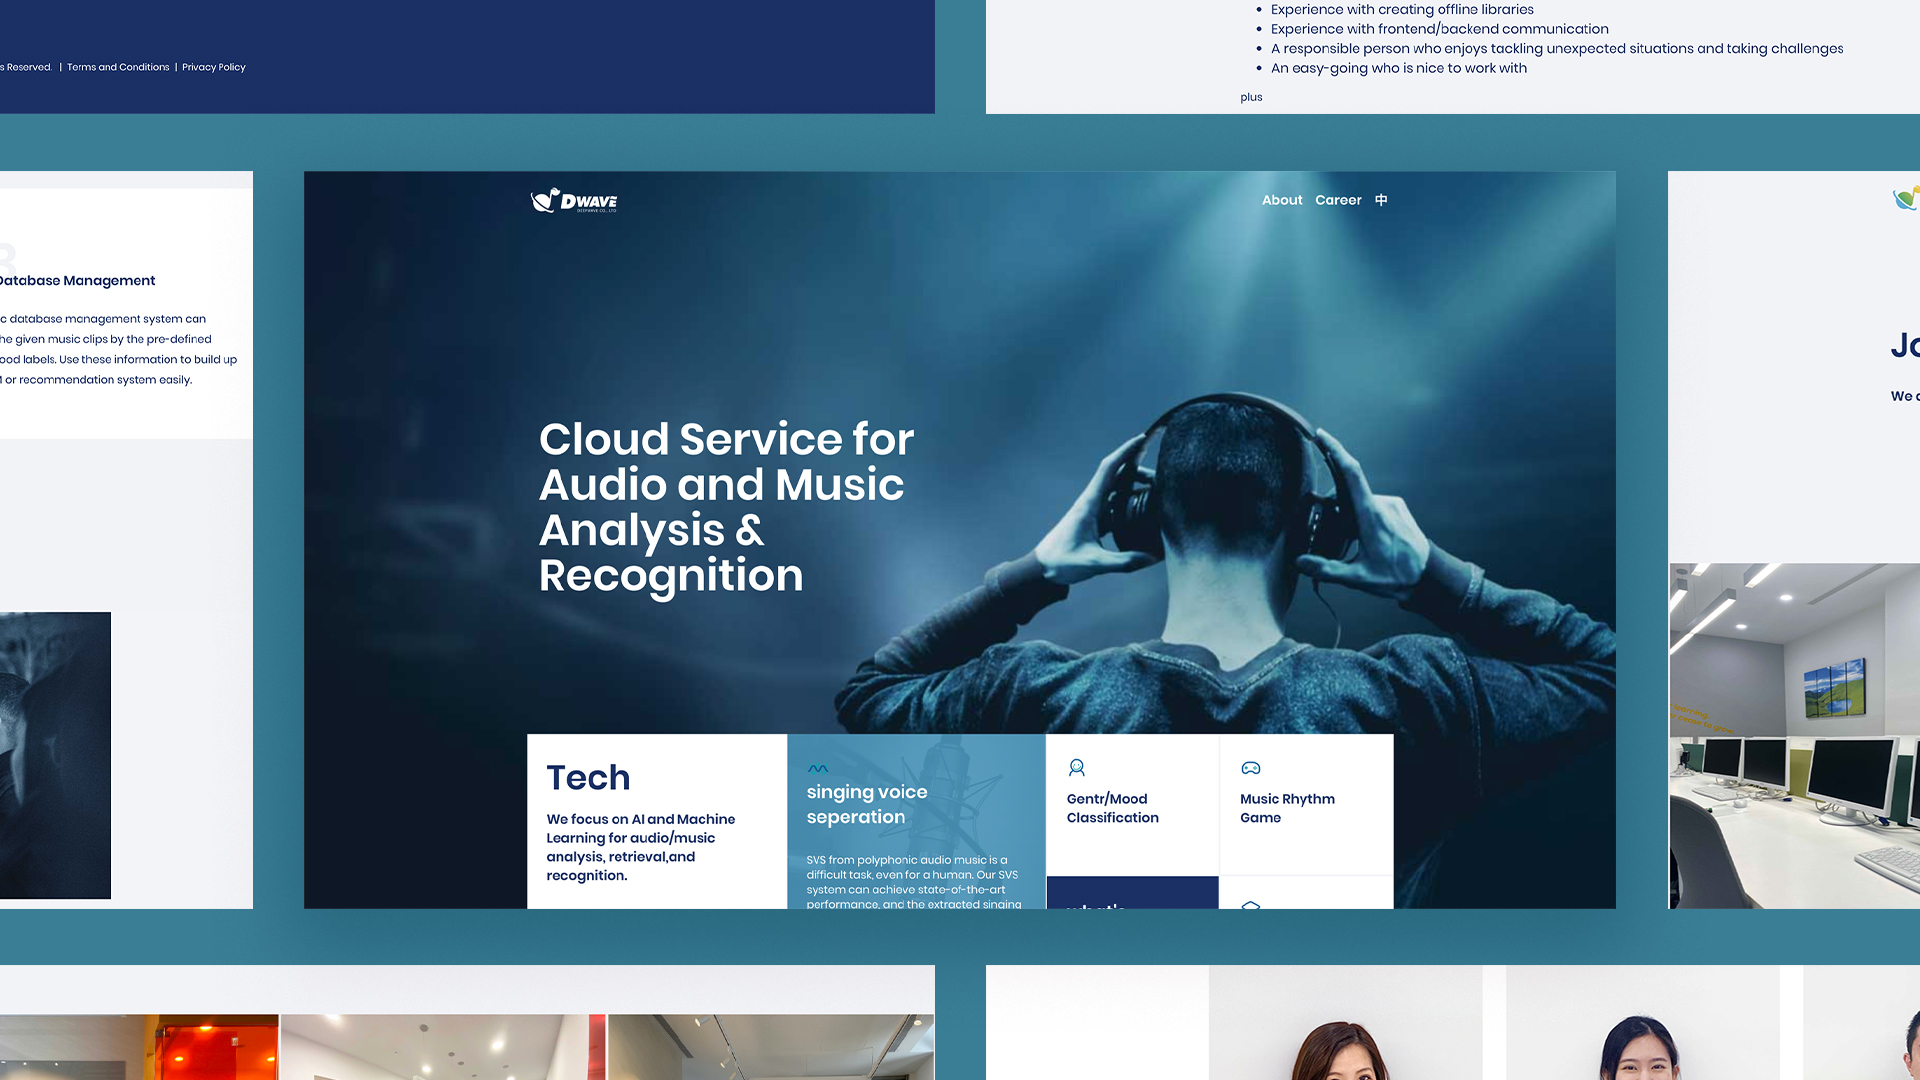 s Reserved. | Terms and Conditions | Privacy Policy
Experience with creating offline libraries
Experience with frontend/backend communication
A responsible person who enjoys tackling unexpected situations and taking challenges
An easy-going who is nice to work with
plus
3
Database Management
c database management system can
he given music clips by the pre-defined
ood labels. Use these information to build up
or recommendation system easily.
DWAVE
DEEPWAVE CO., LTD
About Career 中
Cloud Service for
Audio and Music
Analysis &
Recognition
Tech
We focus on AI and Machine
Learning for audio/music
analysis, retrieval,and
recognition.
singing voice
seperation
SVS from polyphonic audio music is a
difficult task, even for a human. Our SVS
system can achieve state-of-the-art
performance, and the extracted singing
Gentr/Mood
Classification
Music Rhythm
Game
what's
Jo
We